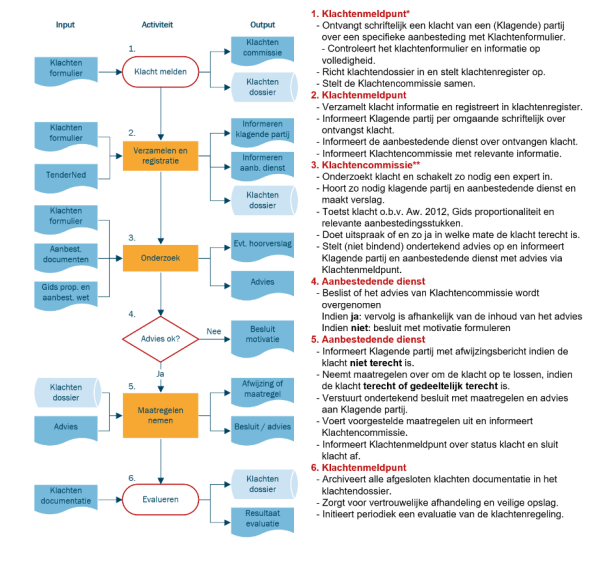 Input
Activiteit
Output
1.
Klachten
formulier
Klacht melden
Klachten
commissie
Klachten
dossier
2.
Klachten
formulier
TenderNed
Verzamelen en
registratie
Informeren
klagende partij
Informeren
aanb. dienst
Klachten
dossier
3.
Klachten
formulier
Aanbest.
documenten
Gids prop. en
aanbest. wet
Onderzoek
Evt. hoorverslag
Advies
4.
Advies ok?
Nee
Besluit
motivatie
Ja
5.
Klachten
dossier
Advies
Maatregelen
nemen
Afwijzing of
maatregel
Besluit / advies
6.
Klachten
documentatie
Evalueren
Klachten
dossier
Resultaat
evaluatie
1. Klachtenmeldpunt*
- Ontvangt schriftelijk een klacht van een (Klagende) partij
over een specifieke aanbesteding met Klachtenformulier.
- Controleert het klachtenformulier en informatie op
volledigheid.
- Richt klachtendossier in en stelt klachtenregister op.
- Stelt de Klachtencommissie samen.
2. Klachtenmeldpunt
- Verzamelt klacht informatie en registreert in klachtenregister.
- Informeert Klagende partij per omgaande schriftelijk over
ontvangst klacht.
- Informeert de aanbestedende dienst over ontvangen klacht.
- Informeert Klachtencommissie met relevante informatie.
3. Klachtencommissie**
- Onderzoekt klacht en schakelt zo nodig een expert in.
- Hoort zo nodig klagende partij en aanbestedende dienst en
maakt verslag.
- Toetst klacht o.b.v. Aw. 2012, Gids proportionaliteit en
relevante aanbestedingsstukken.
- Doet uitspraak of en zo ja in welke mate de klacht terecht is.
- Stelt (niet bindend) ondertekend advies op en informeert
Klagende partij en aanbestedende dienst met advies via
Klachtenmeldpunt.
4. Aanbestedende dienst
- Beslist of het advies van Klachtencommissie wordt
overgenomen
Indien ja: vervolg is afhankelijk van de inhoud van het advies
Indien niet: besluit met motivatie formuleren
5. Aanbestedende dienst
- Informeert Klagende partij met afwijzingsbericht indien de
klacht niet terecht is.
- Neemt maatregelen over om de klacht op te lossen, indien
de klacht terecht of gedeeltelijk terecht is.
- Verstuurt ondertekend besluit met maatregelen en advies
aan Klagende partij.
- Voert voorgestelde maatregelen uit en informeert
Klachtencommissie.
- Informeert Klachtenmeldpunt over status klacht en sluit
klacht af.
6. Klachtenmeldpunt
- Archiveert alle afgesloten klachten documentatie in het
klachtendossier.
- Zorgt voor vertrouwelijke afhandeling en veilige opslag.
- Initieert periodiek een evaluatie van de klachtenregeling.